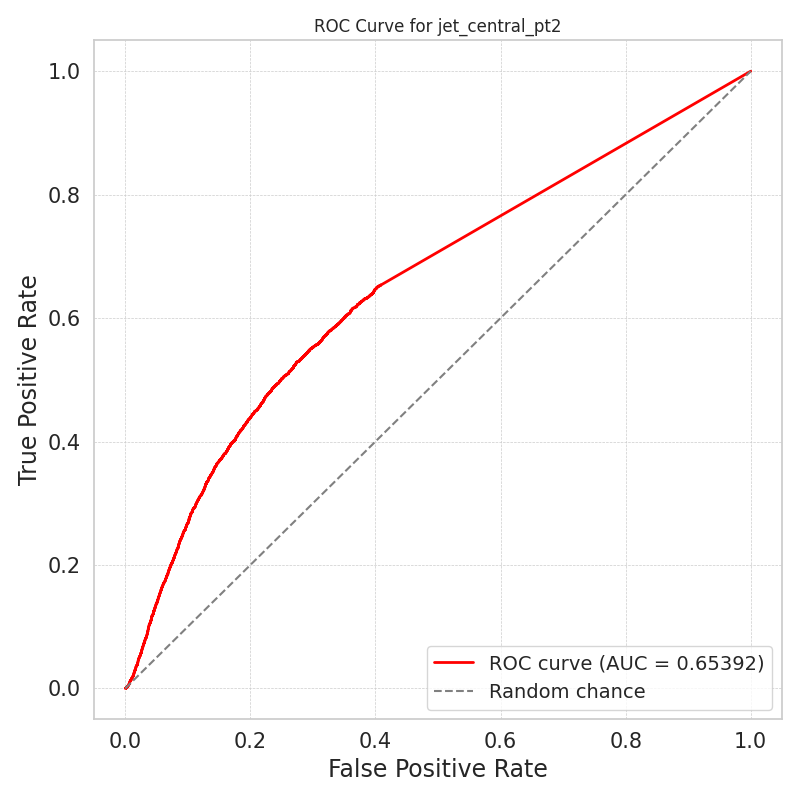 ROC Curve for jet_central_pt2
1.0
0.8
0.6
0.4
0.2
0.0
True Positive Rate
ROC curve (AUC = 0.65392)
Random chance
0.0 0.2 0.4 0.6 0.8 1.0
False Positive Rate